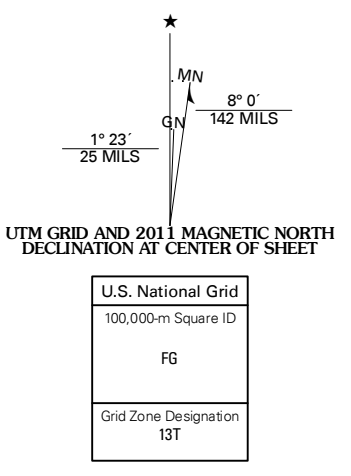 ★
MN
8° 0´
142 MILS
GN
1° 23´
25 MILS
UTM GRID AND 2011 MAGNETIC NORTH
DECLINATION AT CENTER OF SHEET
U.S. National Grid
100,000-m Square ID
FG
Grid Zone Designation
13T